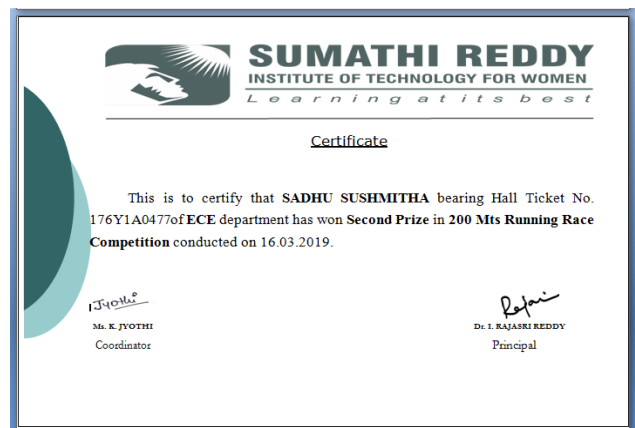 SUMATHI REDDY
INSTITUTE OF TECHNOLOGY FOR WOMEN
Learning at its best
Certificate
This is to certify that SADHU SUSHMITHA bearing Hall Ticket No.
176Y1A0477of ECE department has won Second Prize in 200 Mts Running Race
Competition conducted on 16.03.2019.
Jyothi
Ms. K. JYOTHI
Dr. I. RAJASRI REDDY
Coordinator
Principal